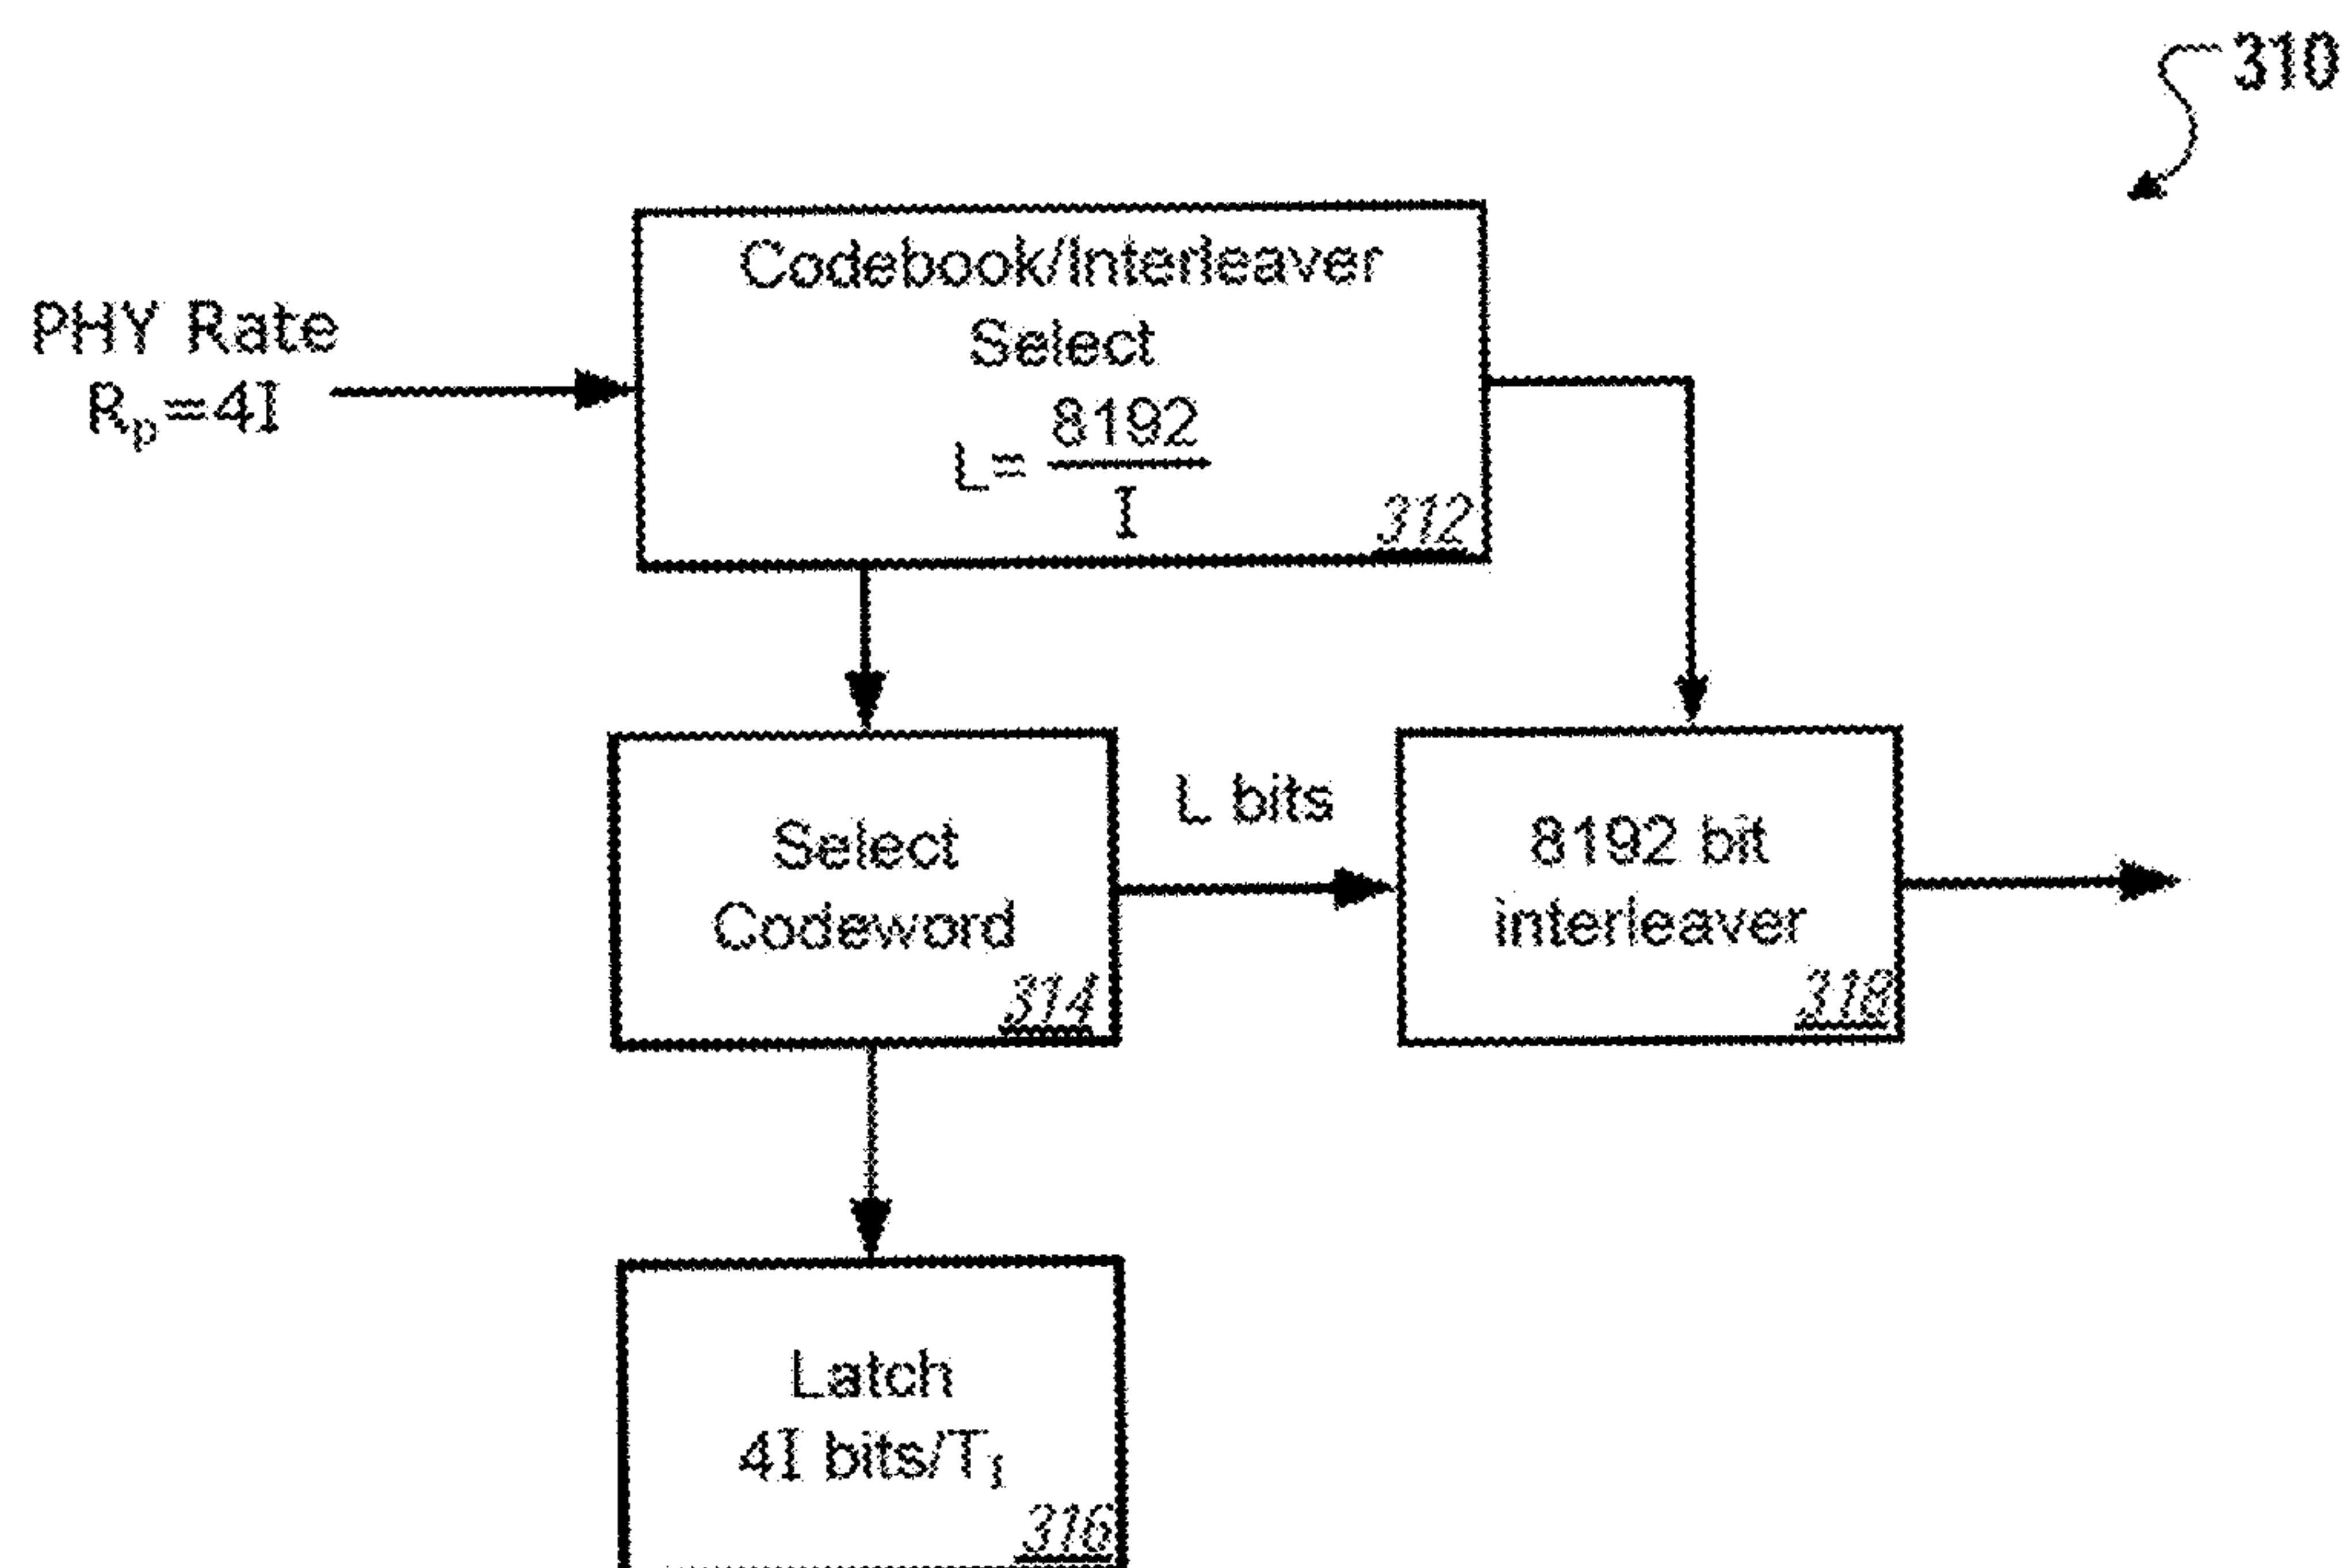 310
PHY Rate
Rp=4I
Codebook/Interleaver
Select
L= 8192
I
312
Select
Codeword
314
L bits
8192 bit
interleaver
318
Latch
4I bits/TI
316